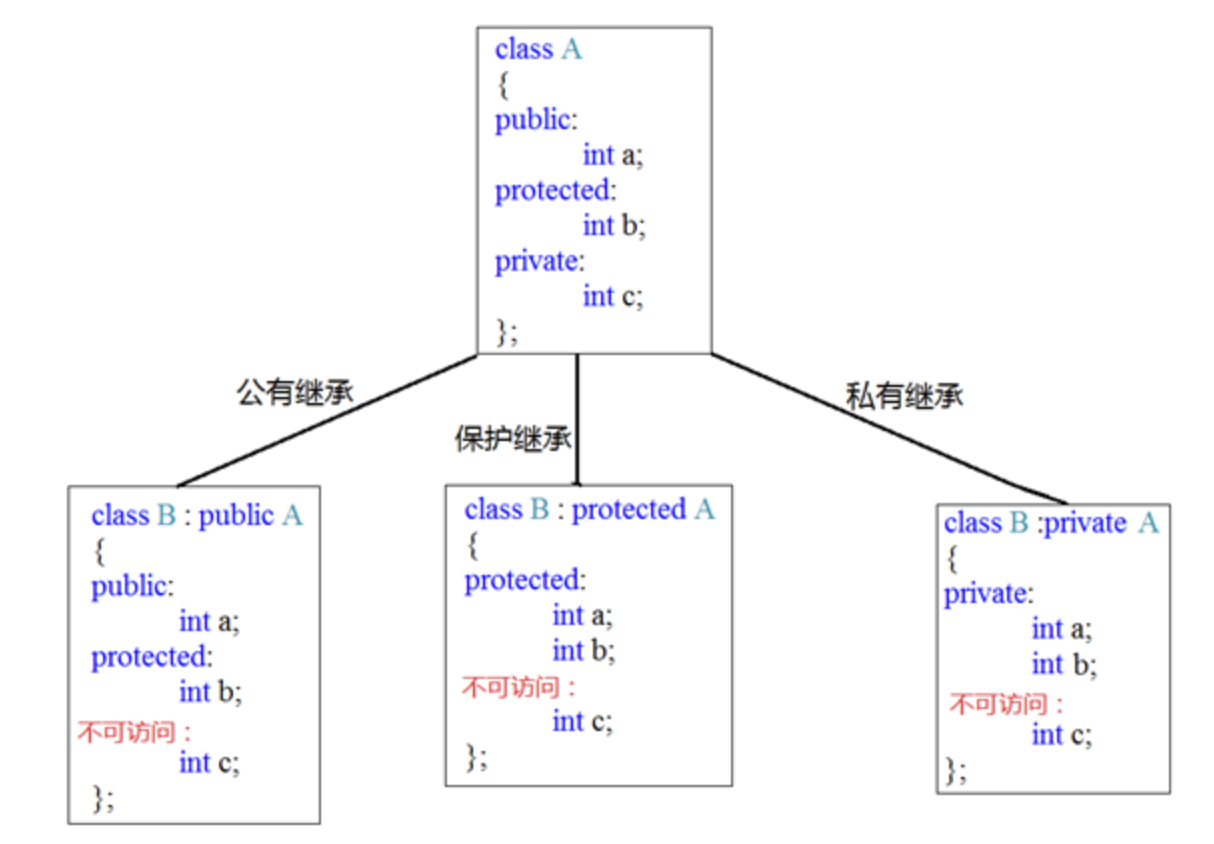 class A
{
public:
int a;
protected:
int b;
private:
int c;
};
公有继承
保护继承
私有继承
class B : public A
{
public:
int a;
protected:
int b;
不可访问：
int c;
};
class B : protected A
{
protected:
int a;
int b;
不可访问：
int c;
};
class B :private A
{
private:
int a;
int b;
不可访问：
int c;
};